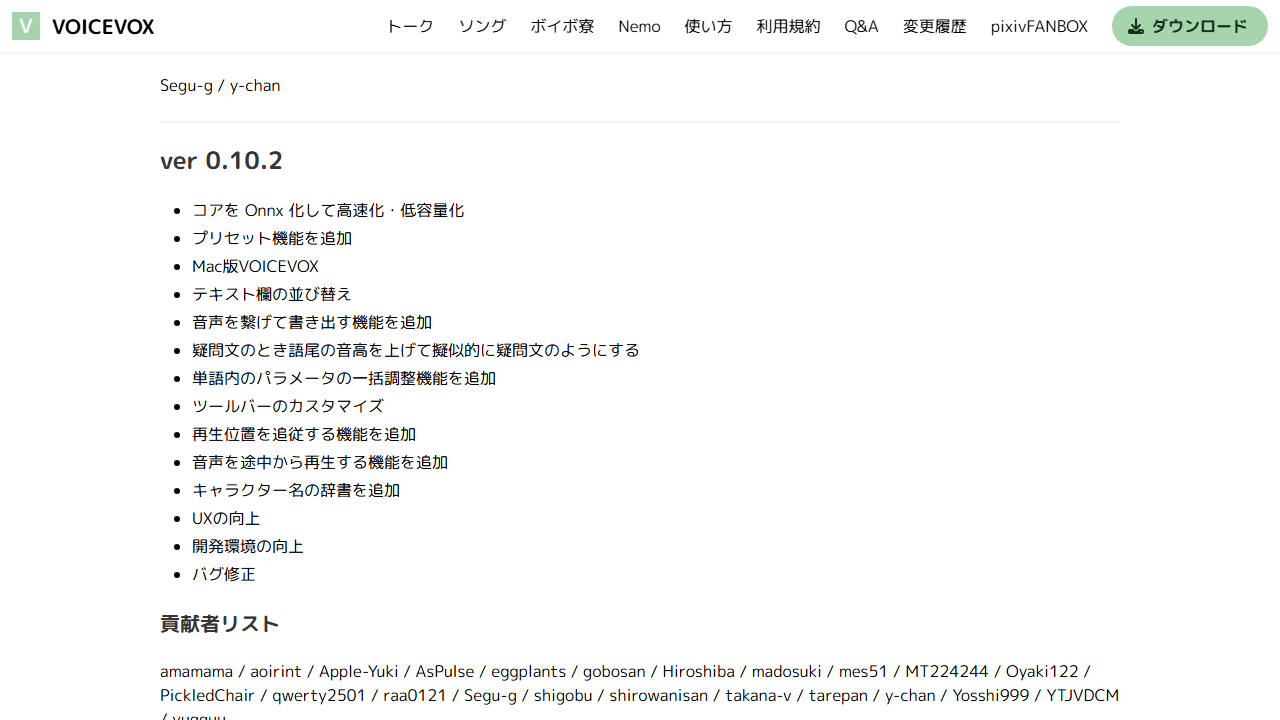 V VOICEVOX トーク ソング ボイボ寮 Nemo 使い方 利用規約 Q&A 変更履歴 pixivFANBOX ダウンロード
Segu-g / y-chan
ver 0.10.2
コアを Onnx 化して高速化・低容量化
プリセット機能を追加
Mac版VOICEVOX
テキスト欄の並び替え
音声を繋げて書き出す機能を追加
疑問文のとき語尾の音高を上げて擬似的に疑問文のようにする
単語内のパラメータの一括調整機能を追加
ツールバーのカスタマイズ
再生位置を追従する機能を追加
音声を途中から再生する機能を追加
キャラクター名の辞書を追加
UXの向上
開発環境の向上
バグ修正
貢献者リスト
amamama / aoirint / Apple-Yuki / AsPulse / eggplants / gobosan / Hiroshiba / madosuki / mes51 / MT224244 / Oyaki122 /
PickledChair / qwerty2501 / raa0121 / Segu-g / shigobu / shirowanisan / takana-v / tarepan / y-chan / Yosshi999 / YTJVDCM